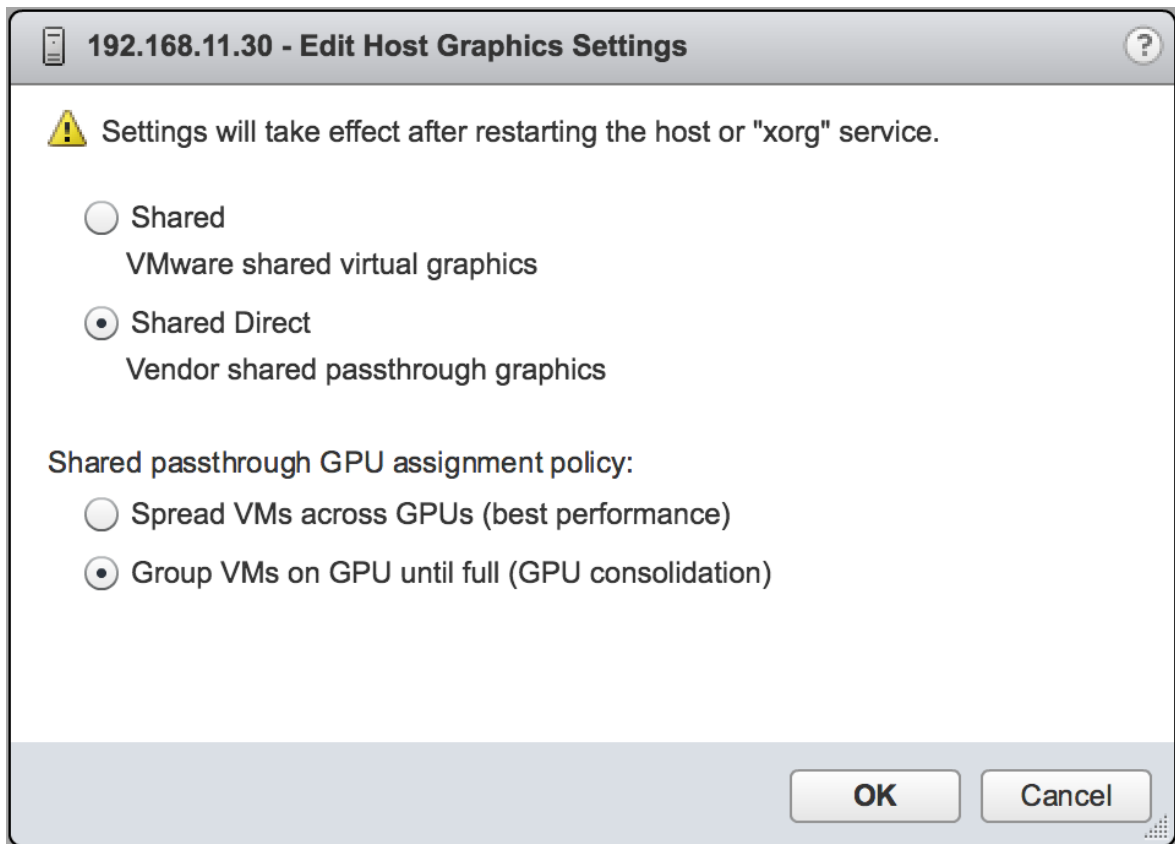 192.168.11.30 - Edit Host Graphics Settings
?
Settings will take effect after restarting the host or "xorg" service.
Shared
VMware shared virtual graphics
Shared Direct
Vendor shared passthrough graphics
Shared passthrough GPU assignment policy:
Spread VMs across GPUs (best performance)
Group VMs on GPU until full (GPU consolidation)
OK Cancel